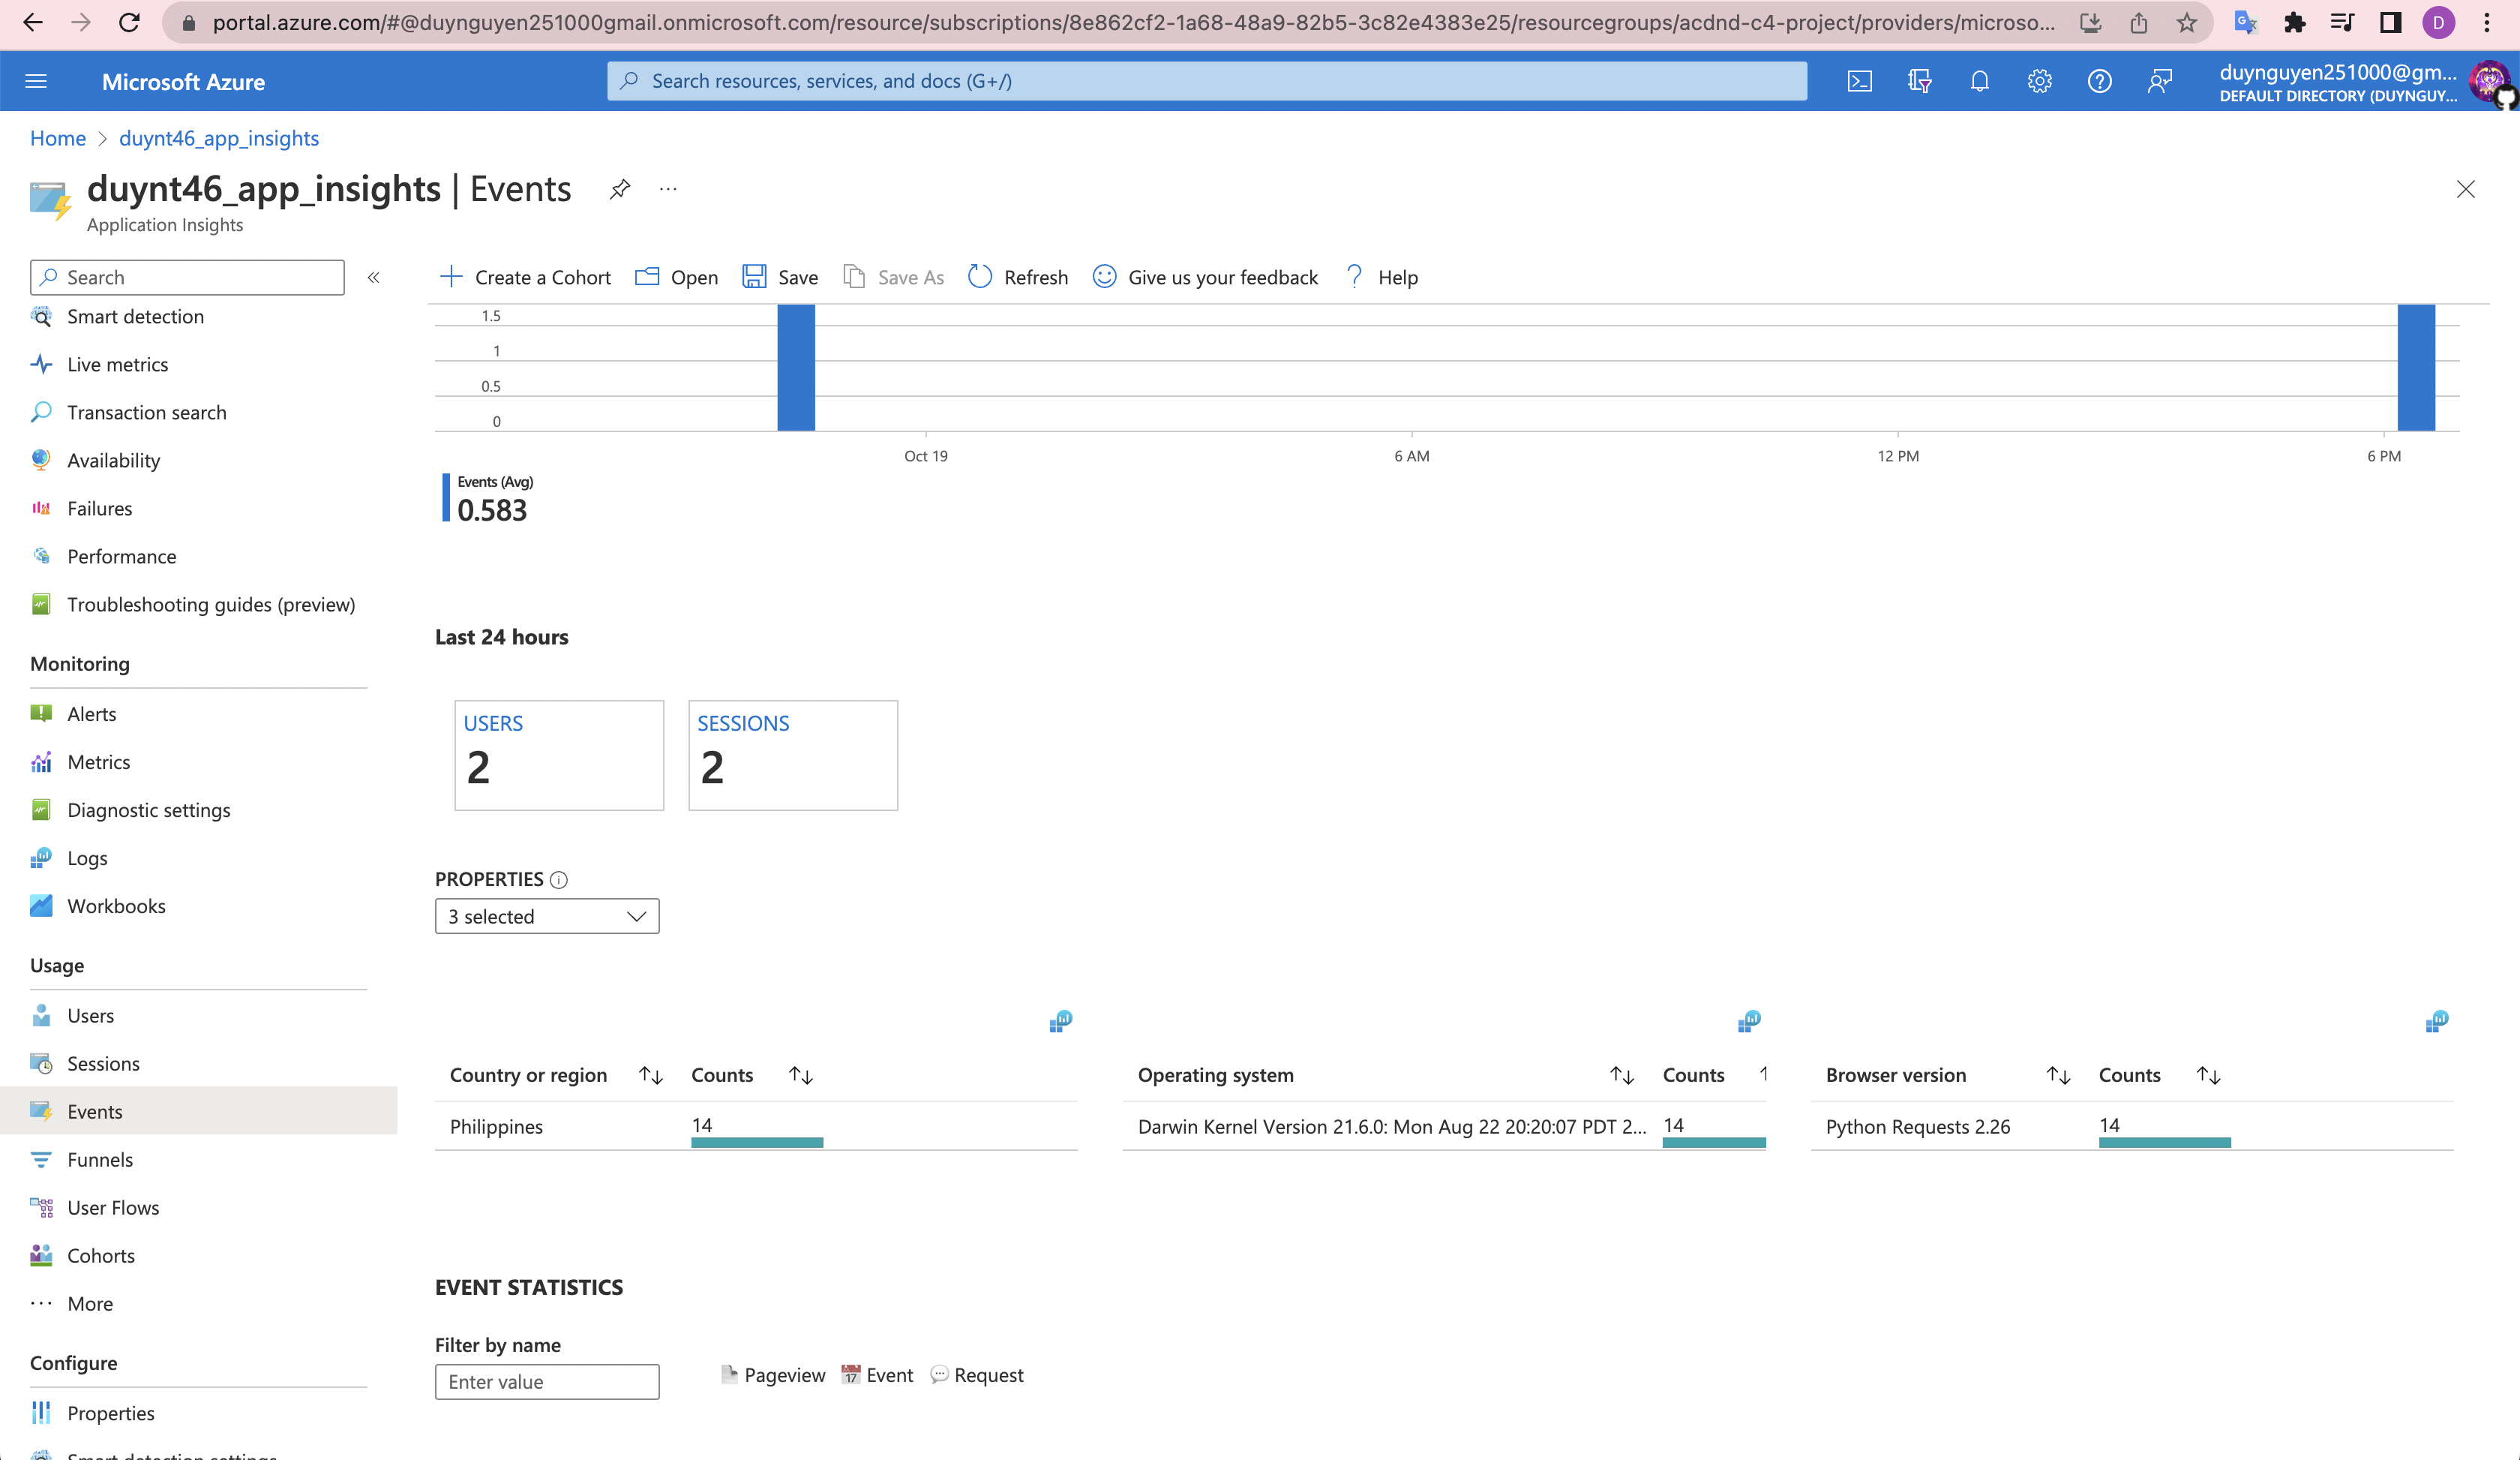 portal.azure.com/#@duynguyen251000gmail.onmicrosoft.com/resource/subscriptions/8e862cf2-1a68-48a9-82b5-3c82e4383e25/resourcegroups/acdnd-c4-project/providers/microso...
D
Microsoft Azure
Search resources, services, and docs (G+/)
duynguyen251000@gm...
DEFAULT DIRECTORY (DUYNGUY...
Home > duynt46_app_insights
duynt46_app_insights | Events
Application Insights
Search
Create a Cohort
Open
Save
Save As
Refresh
Give us your feedback
Help
Smart detection
Live metrics
Transaction search
Availability
Failures
Performance
Troubleshooting guides (preview)
Monitoring
Alerts
Metrics
Diagnostic settings
Logs
Workbooks
Usage
Users
Sessions
Events
Funnels
User Flows
Cohorts
More
Configure
Properties
Smart detection settings
1.5
1
0.5
0
Oct 19
6 AM
12 PM
6 PM
Events (Avg)
0.583
Last 24 hours
USERS
2
SESSIONS
2
PROPERTIES
3 selected
Country or region Counts
Philippines 14
Operating system Counts
Darwin Kernel Version 21.6.0: Mon Aug 22 20:20:07 PDT 2... 14
Browser version Counts
Python Requests 2.26 14
EVENT STATISTICS
Filter by name
Enter value
Pageview
17 Event
Request